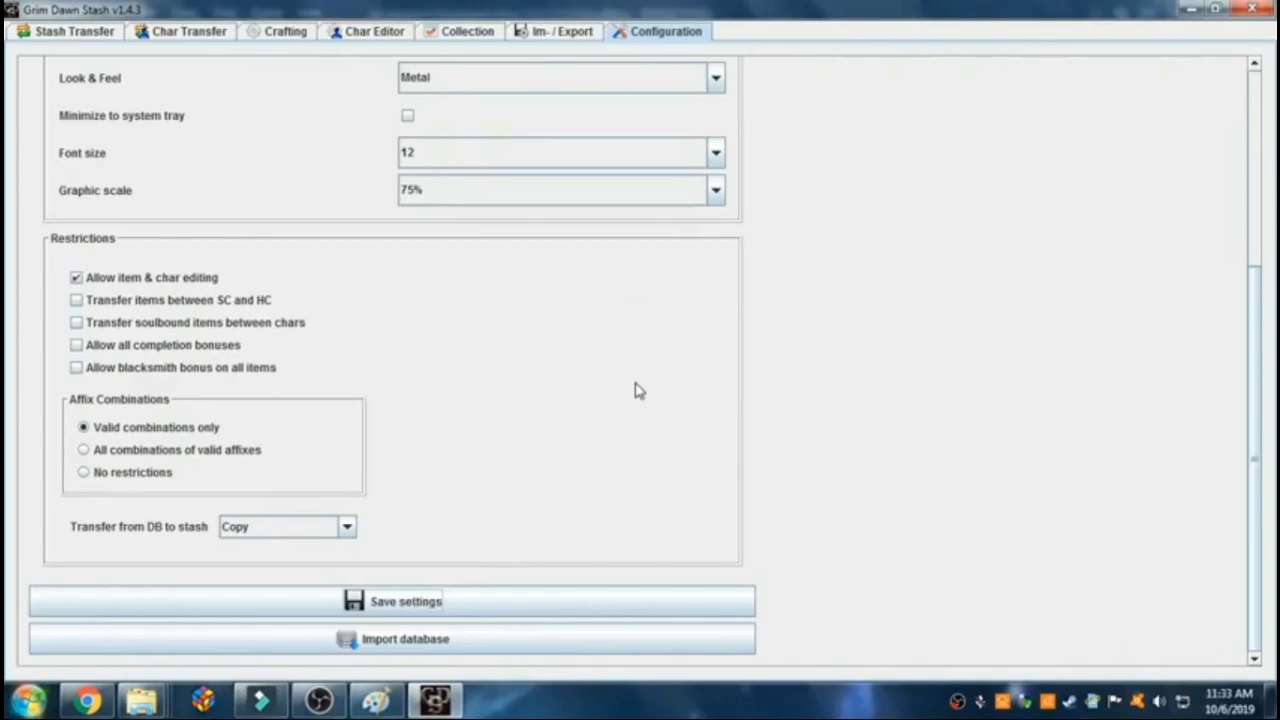 Grim Dawn Stash v1.4.3
Stash Transfer Char Transfer Crafting Char Editor Collection Im- / Export Configuration
Look & Feel Metal
Minimize to system tray
Font size 12
Graphic scale 75%
Restrictions
Allow item & char editing
Transfer items between SC and HC
Transfer soulbound items between chars
Allow all completion bonuses
Allow blacksmith bonus on all items
Affix Combinations
Valid combinations only
All combinations of valid affixes
No restrictions
Transfer from DB to stash Copy
Save settings
Import database
GD
11:33 AM
10/6/2019